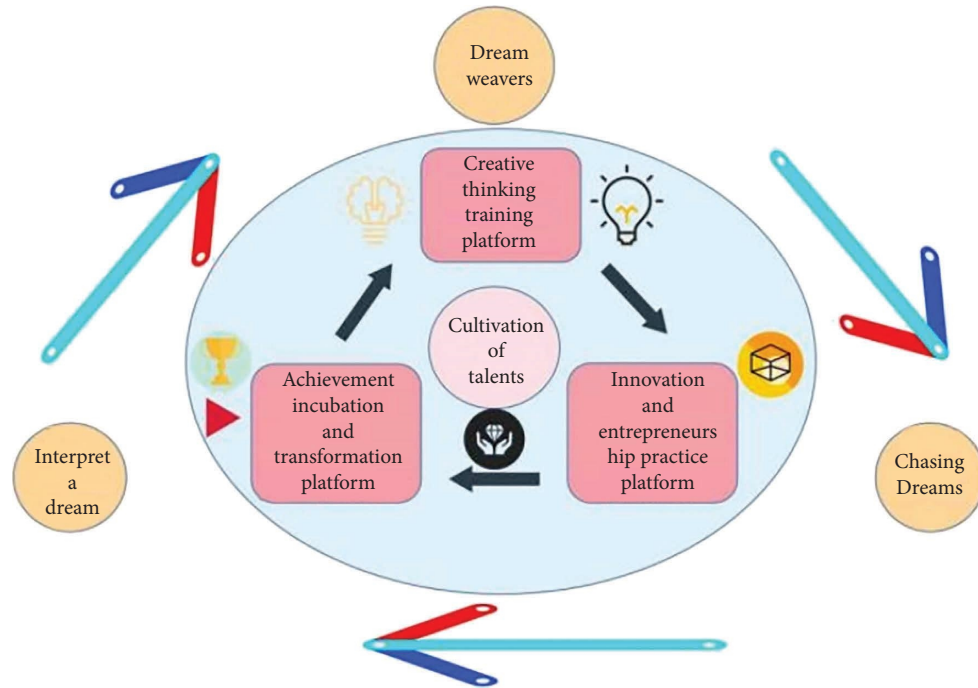 Dream
weavers
Creative
thinking
training
platform
Cultivation
of
talents
Achievement
incubation
and
transformation
platform
Innovation
and
entrepreneurs
hip practice
platform
Interpret
a
dream
Chasing
Dreams